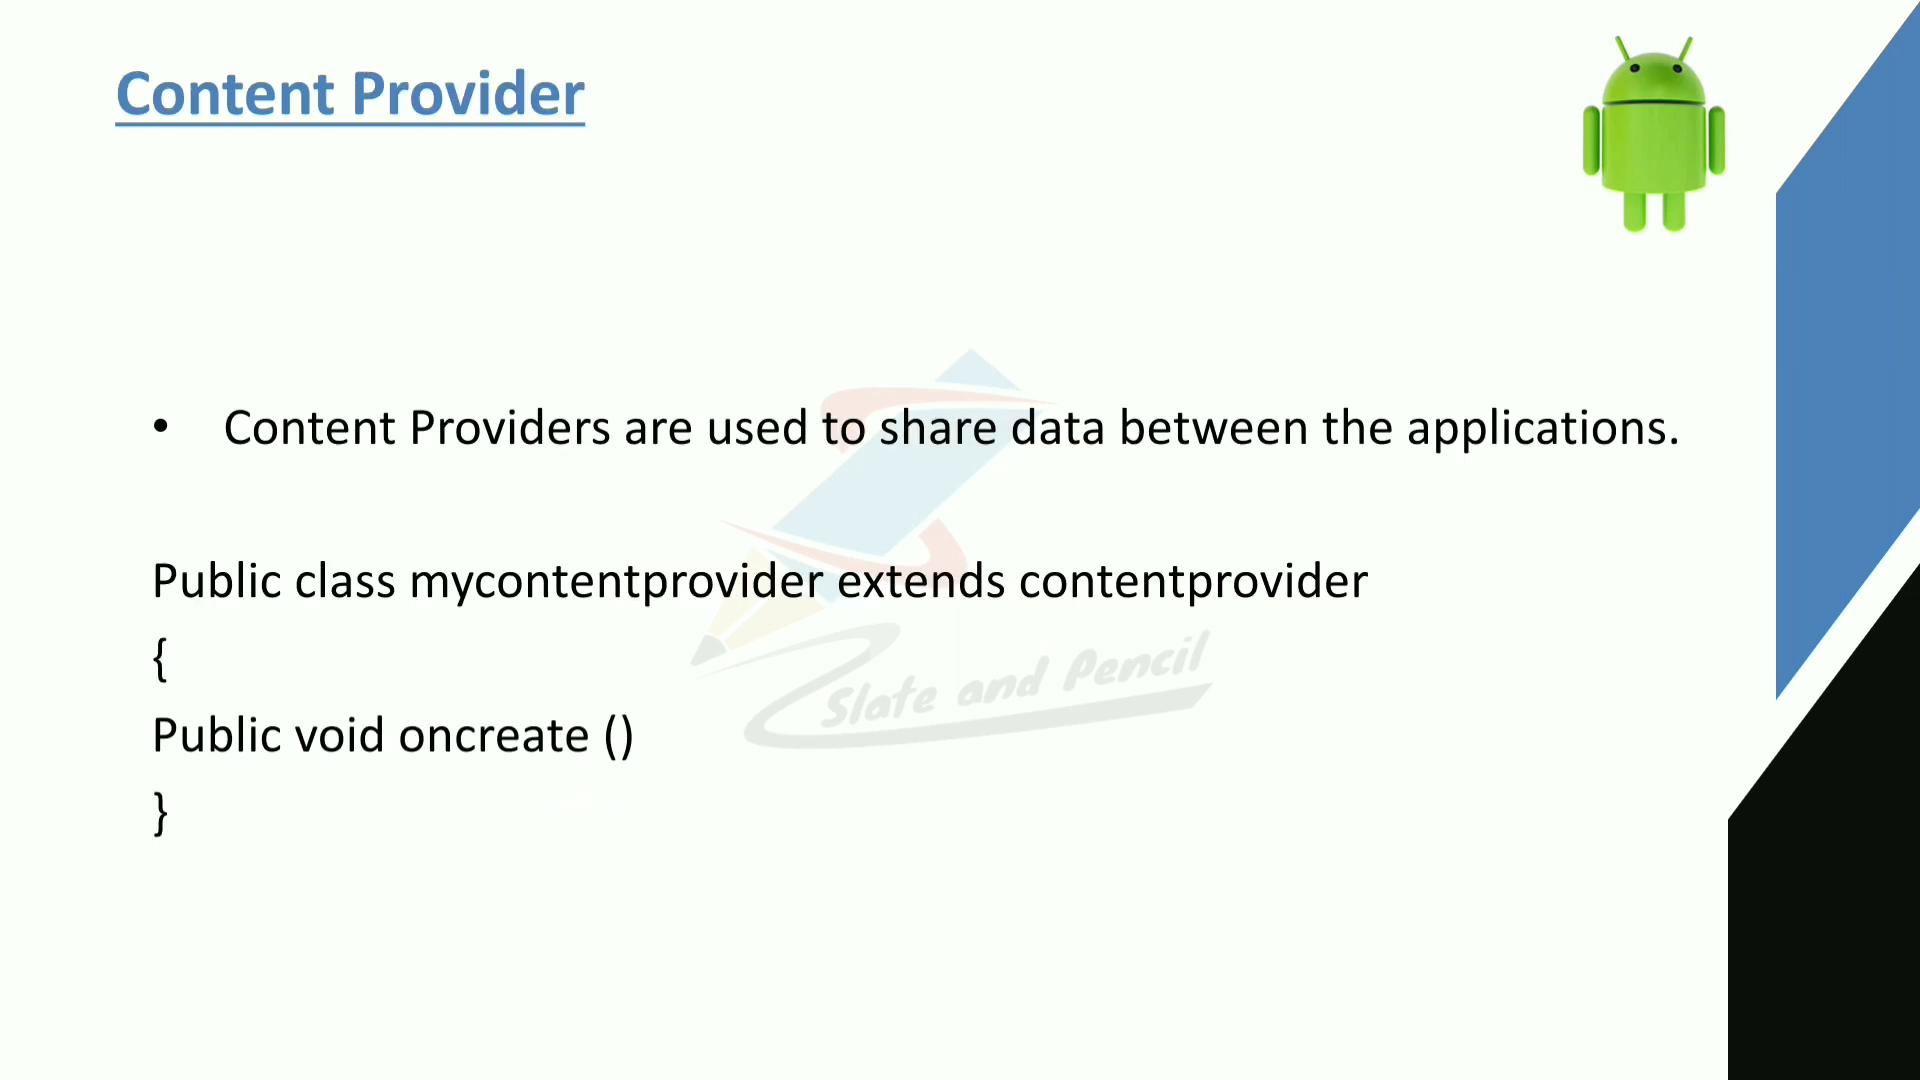 Content Provider
• Content Providers are used to share data between the applications.
Public class mycontentprovider extends contentprovider
{
Public void oncreate ()
}
Slate and Pencil